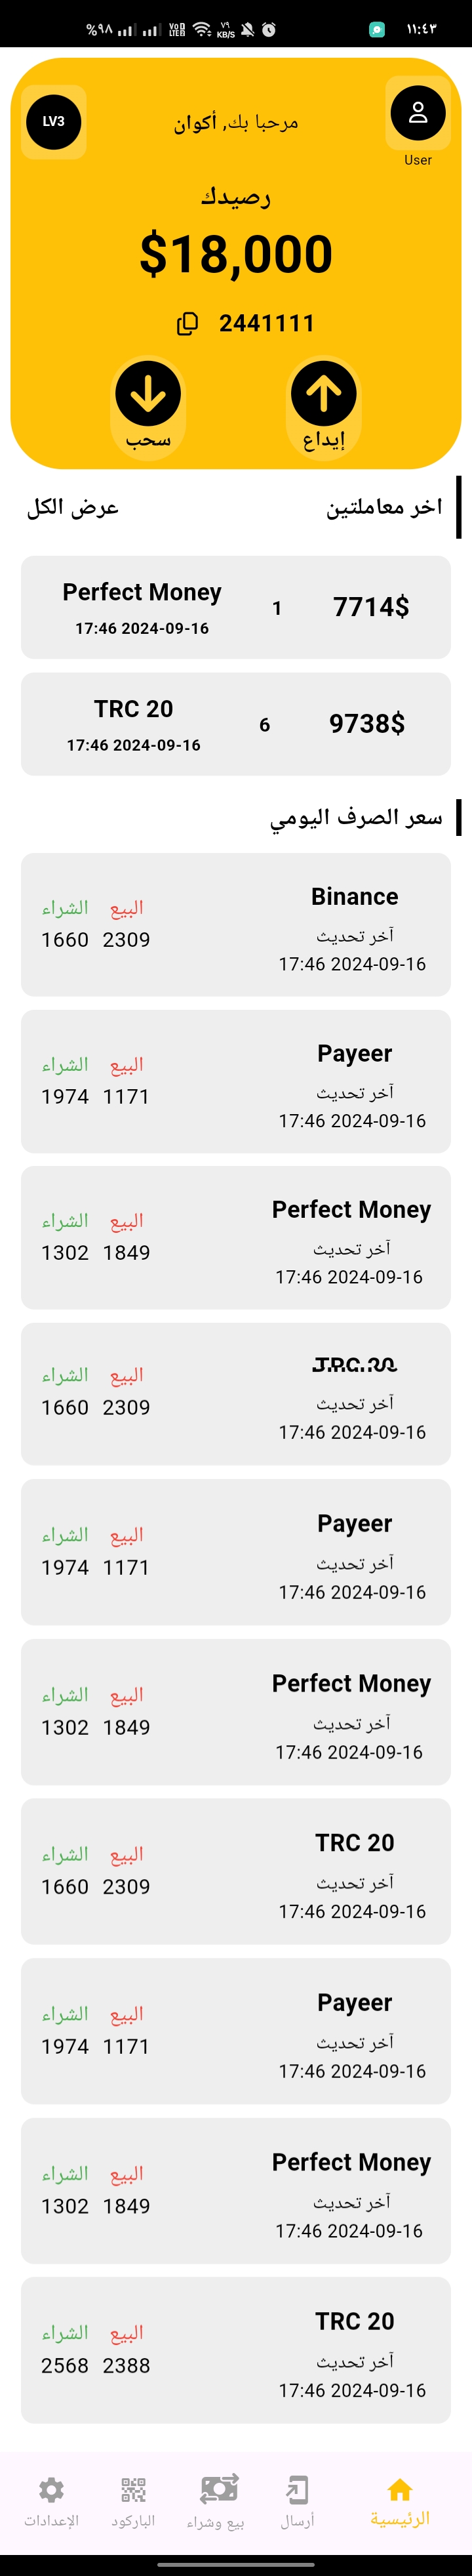 ١١:٤٣ ٧٩ KB/S VoD LTE2 %٩٨
LV3
User
مرحبا بك, أكوان
رصيدك
$18,000
2441111
إيداع
سحب
اخر معاملتين
عرض الكل
7714$
1
Perfect Money
17:46 2024-09-16
9738$
6
TRC 20
17:46 2024-09-16
سعر الصرف اليومي
Binance
آخر تحديث
17:46 2024-09-16
البيع الشراء
1660 2309
Payeer
آخر تحديث
17:46 2024-09-16
البيع الشراء
1974 1171
Perfect Money
آخر تحديث
17:46 2024-09-16
البيع الشراء
1302 1849
آخر تحديث
17:46 2024-09-16
البيع الشراء
1660 2309
Payeer
آخر تحديث
17:46 2024-09-16
البيع الشراء
1974 1171
Perfect Money
آخر تحديث
17:46 2024-09-16
البيع الشراء
1302 1849
TRC 20
آخر تحديث
17:46 2024-09-16
البيع الشراء
1660 2309
Payeer
آخر تحديث
17:46 2024-09-16
البيع الشراء
1974 1171
Perfect Money
آخر تحديث
17:46 2024-09-16
البيع الشراء
1302 1849
TRC 20
آخر تحديث
17:46 2024-09-16
البيع الشراء
2568 2388
الرئيسية
أرسال
بيع وشراء
الباركود
الإعدادات